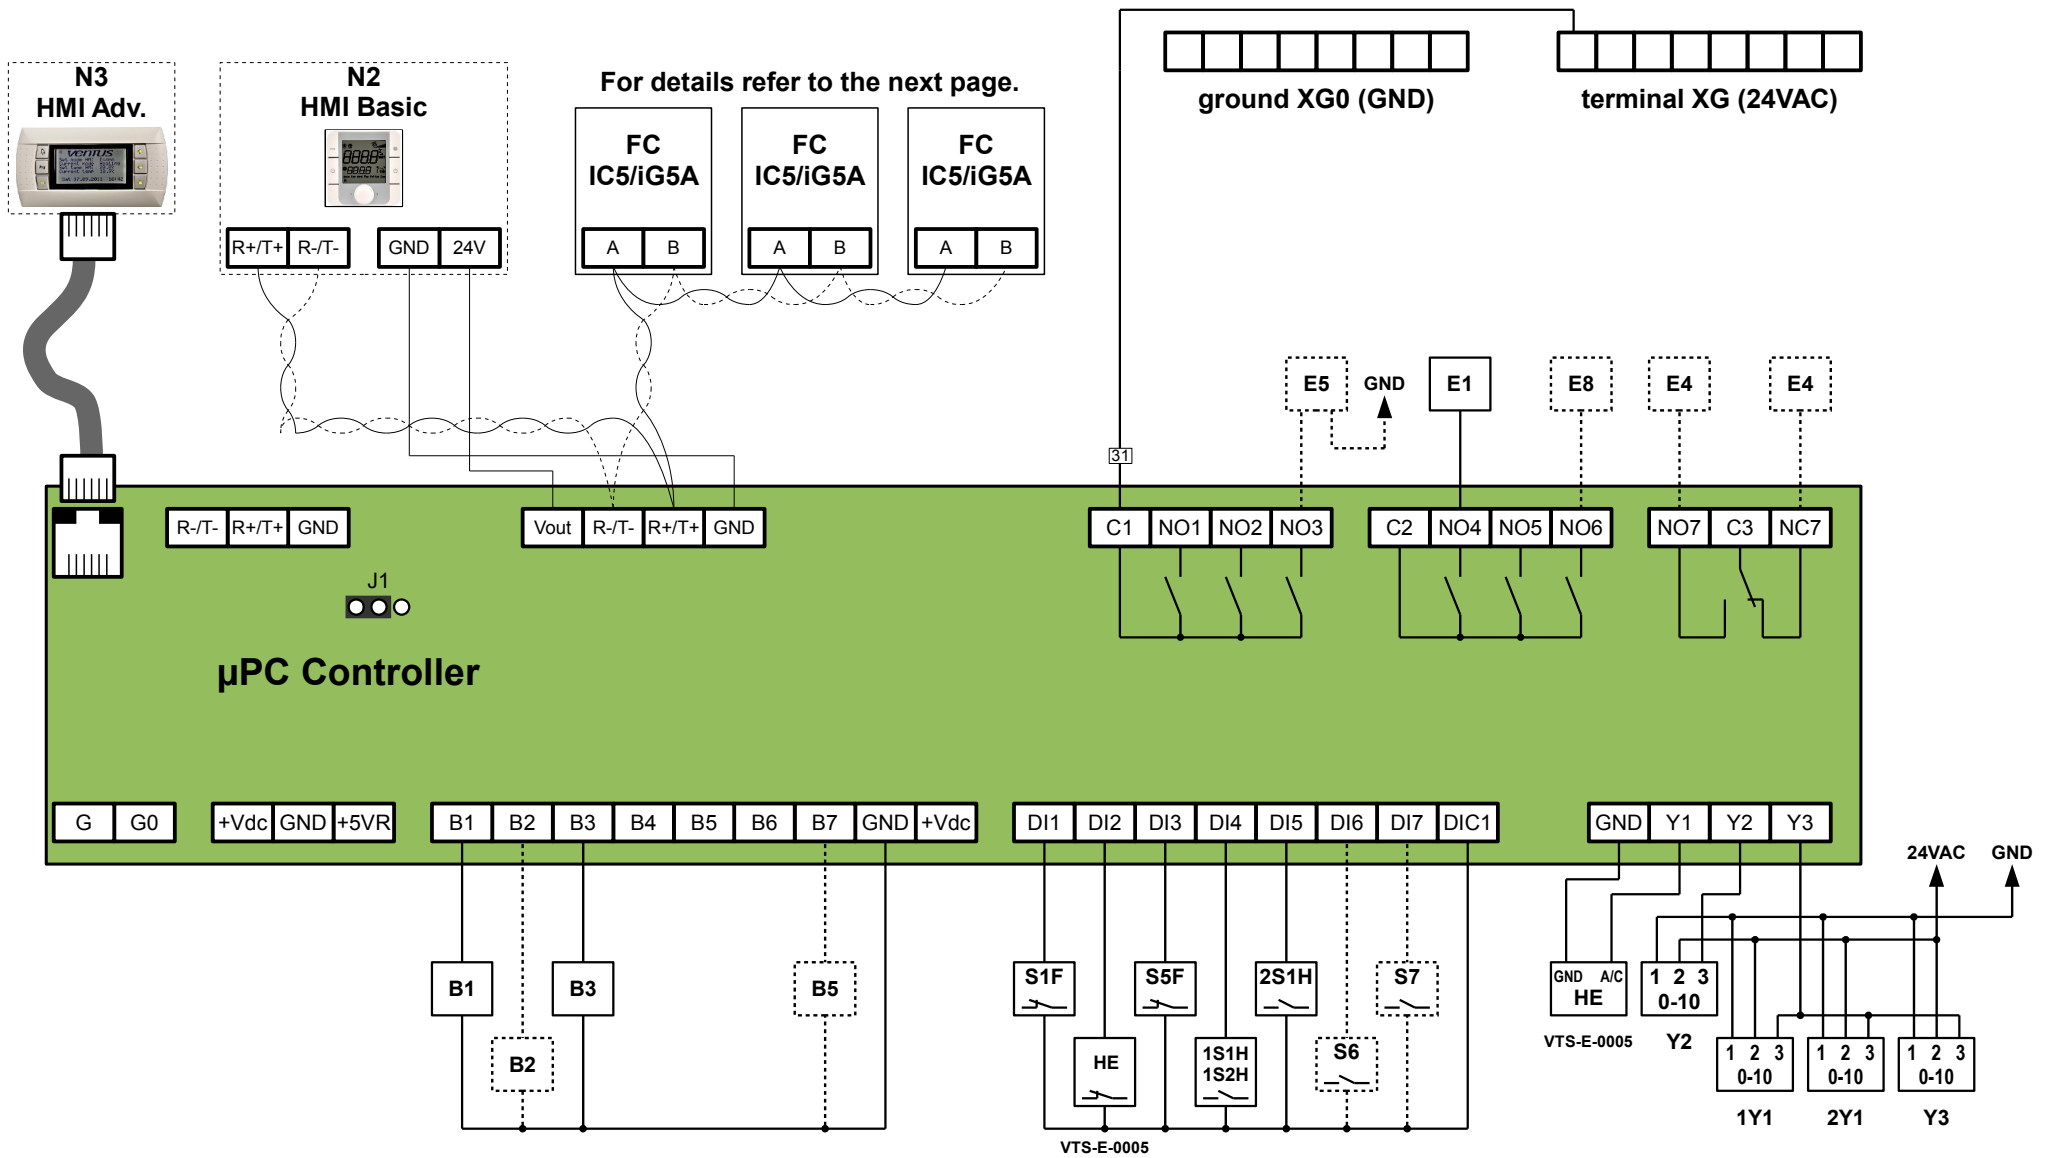 N3
HMI Adv.
ventus
N2
HMI Basic
R+/T+ R-/T- GND 24V
For details refer to the next page.
FC
IC5/iG5A
A B
FC
IC5/iG5A
A B
FC
IC5/iG5A
A B
ground XG0 (GND)
terminal XG (24VAC)
E5 GND E1 E8 E4 E4
31
R-/T- R+/T+ GND
Vout R-/T- R+/T+ GND
C1 NO1 NO2 NO3
C2 NO4 NO5 NO6
NO7 C3 NC7
J1
µPC Controller
G G0
+Vdc GND +5VR
B1 B2 B3 B4 B5 B6 B7 GND +Vdc
DI1 DI2 DI3 DI4 DI5 DI6 DI7 DIC1
GND Y1 Y2 Y3
24VAC GND
B1 B3 B5
B2
S1F S5F 2S1H S7
HE
1S1H
1S2H
S6
VTS-E-0005
GND A/C
HE
VTS-E-0005
1 2 3
0-10
Y2
1 2 3
0-10
1Y1
1 2 3
0-10
2Y1
1 2 3
0-10
Y3